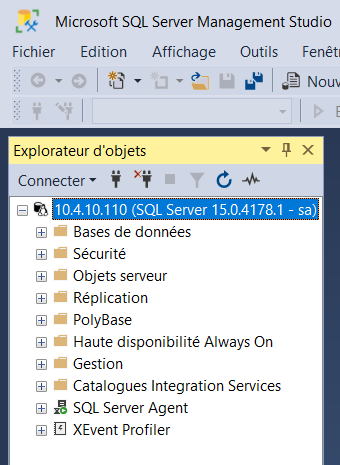 Microsoft SQL Server Management Studio
Fichier Edition Affichage Outils Fenêt
Nouv
E
Explorateur d'objets
Connecter
10.4.10.110 (SQL Server 15.0.4178.1 - sa)
Bases de données
Sécurité
Objets serveur
Réplication
PolyBase
Haute disponibilité Always On
Gestion
Catalogues Integration Services
SQL Server Agent
XEvent Profiler